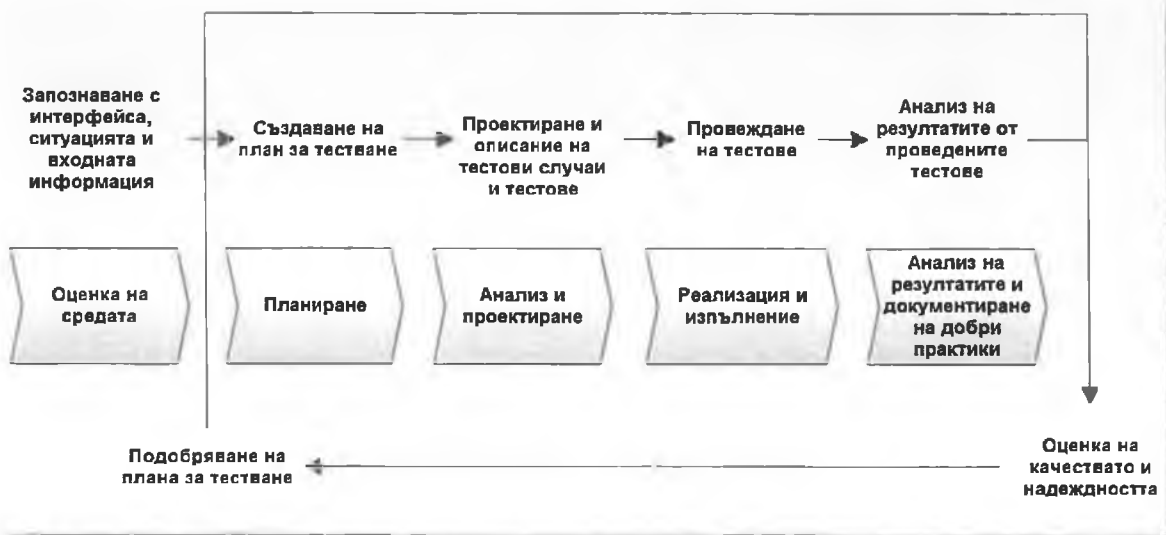 Запознаване с
интерфейса,
ситуацията и
входната
информация
Създаване на
план за тестване
Проектиране и
описание на
тестови случаи
и тестове
Провеждане
на тестове
Анализ на
резултатите от
проведените
тестове
Оценка на
средата
Планиране
Анализ и
проектиране
Реализация и
изпълнение
Анализ на
резултатите и
документиране
на добри
практики
Подобряване на
плана за тестване
Оценка на
качествато и
надеждността